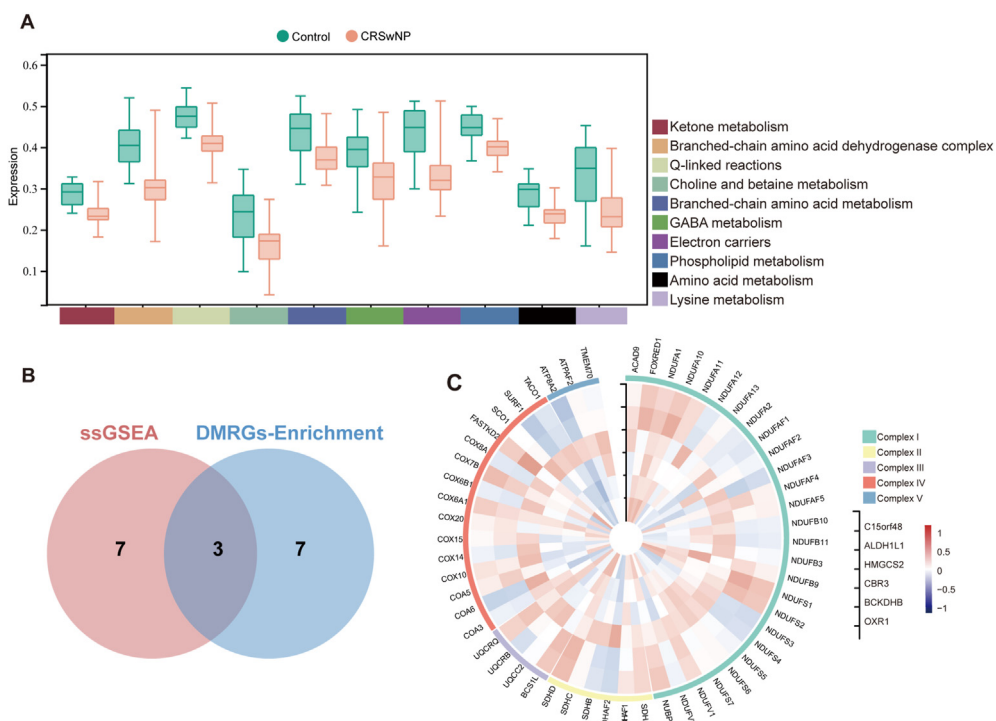 A
Control
CRSwNP
Expression
0.6
0.5
0.4
0.3
0.2
0.1
Ketone metabolism
Branched-chain amino acid dehydrogenase complex
Q-linked reactions
Choline and betaine metabolism
Branched-chain amino acid metabolism
GABA metabolism
Electron carriers
Phospholipid metabolism
Amino acid metabolism
Lysine metabolism
B
ssGSEA
DMRGs-Enrichment
7
3
7
C
ACAD9
FOXRED1
NDUFA1
NDUFA10
NDUFA11
NDUFA12
NDUFA13
NDUFA2
NDUFAF1
NDUFAF2
NDUFAF3
NDUFAF4
NDUFAF5
NDUFB10
NDUFB11
NDUFB3
NDUFB9
NDUFS1
NDUFS2
NDUFS3
NDUFS4
NDUFS5
NDUFS6
NDUFS7
NDUFV1
SDHB
SDHC
SDHD
BCS1L
UQCC2
UQCRB
UQCRQ
COA3
COA6
COA5
COX10
COX14
COX15
COX20
COX6A1
COX6B1
COX7B
COX8A
FASTKD2
SCO1
SURF1
TACO1
ATP8A2
ATPAF2
TMEM70
Complex I
Complex II
Complex III
Complex IV
Complex V
C15orf48
ALDH1L1
HMGCS2
CBR3
BCKDHB
OXR1
1
0.5
0
−0.5
−1